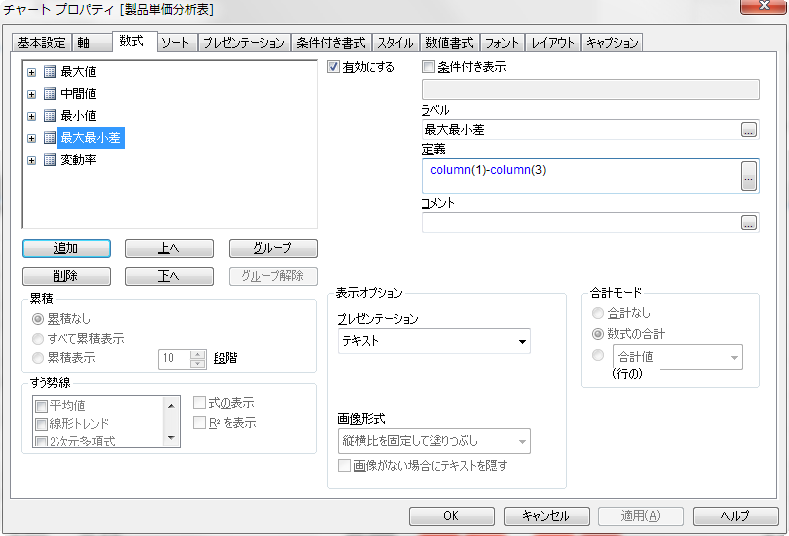 チャート プロパティ [製品単価分析表]
基本設定 軸 数式 ソート プレゼンテーション 条件付き書式 スタイル 数値書式 フォント レイアウト キャプション
最大値
中間値
最小値
最大最小差
変動率
有効にする
条件付き表示
ラベル
最大最小差
...
定義
column(1)-column(3)
...
コメント
...
追加 上へ グループ
削除 下へ グループ解除
累積
累積なし
すべて累積表示
累積表示 10 段階
すう勢線
平均値
線形トレンド
2次元多項式
式の表示
R² を表示
表示オプション
プレゼンテーション
テキスト
画像形式
縦横比を固定して塗りつぶし
画像がない場合にテキストを隠す
合計モード
合計なし
数式の合計
合計値
(行の)
OK キャンセル 適用(A) ヘルプ